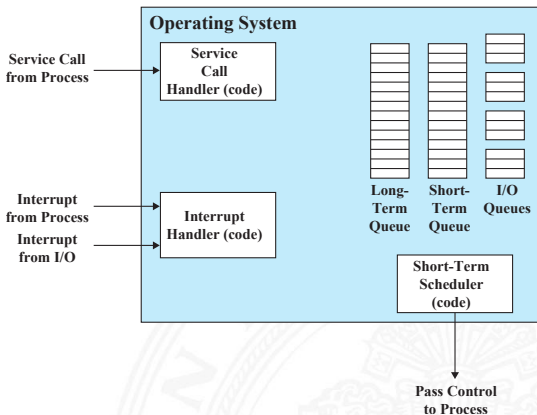 Operating System
Service Call
from Process
Service
Call
Handler (code)
Interrupt
from Process
Interrupt
from I/O
Interrupt
Handler (code)
Long-
Term
Queue
Short-
Term
Queue
I/O
Queues
Short-Term
Scheduler
(code)
Pass Control
to Process